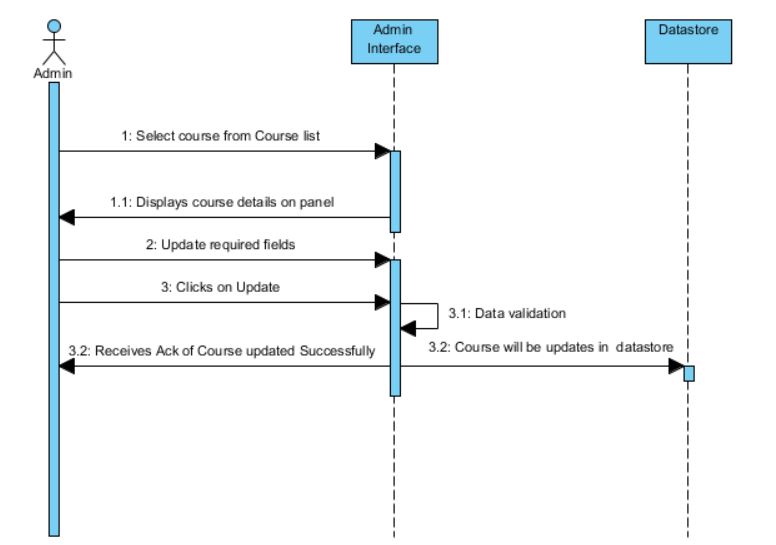 Admin
Interface
Datastore
Admin
1: Select course from Course list
1.1: Displays course details on panel
2: Update required fields
3: Clicks on Update
3.1: Data validation
3.2: Receives Ack of Course updated Successfully
3.2: Course will be updates in datastore